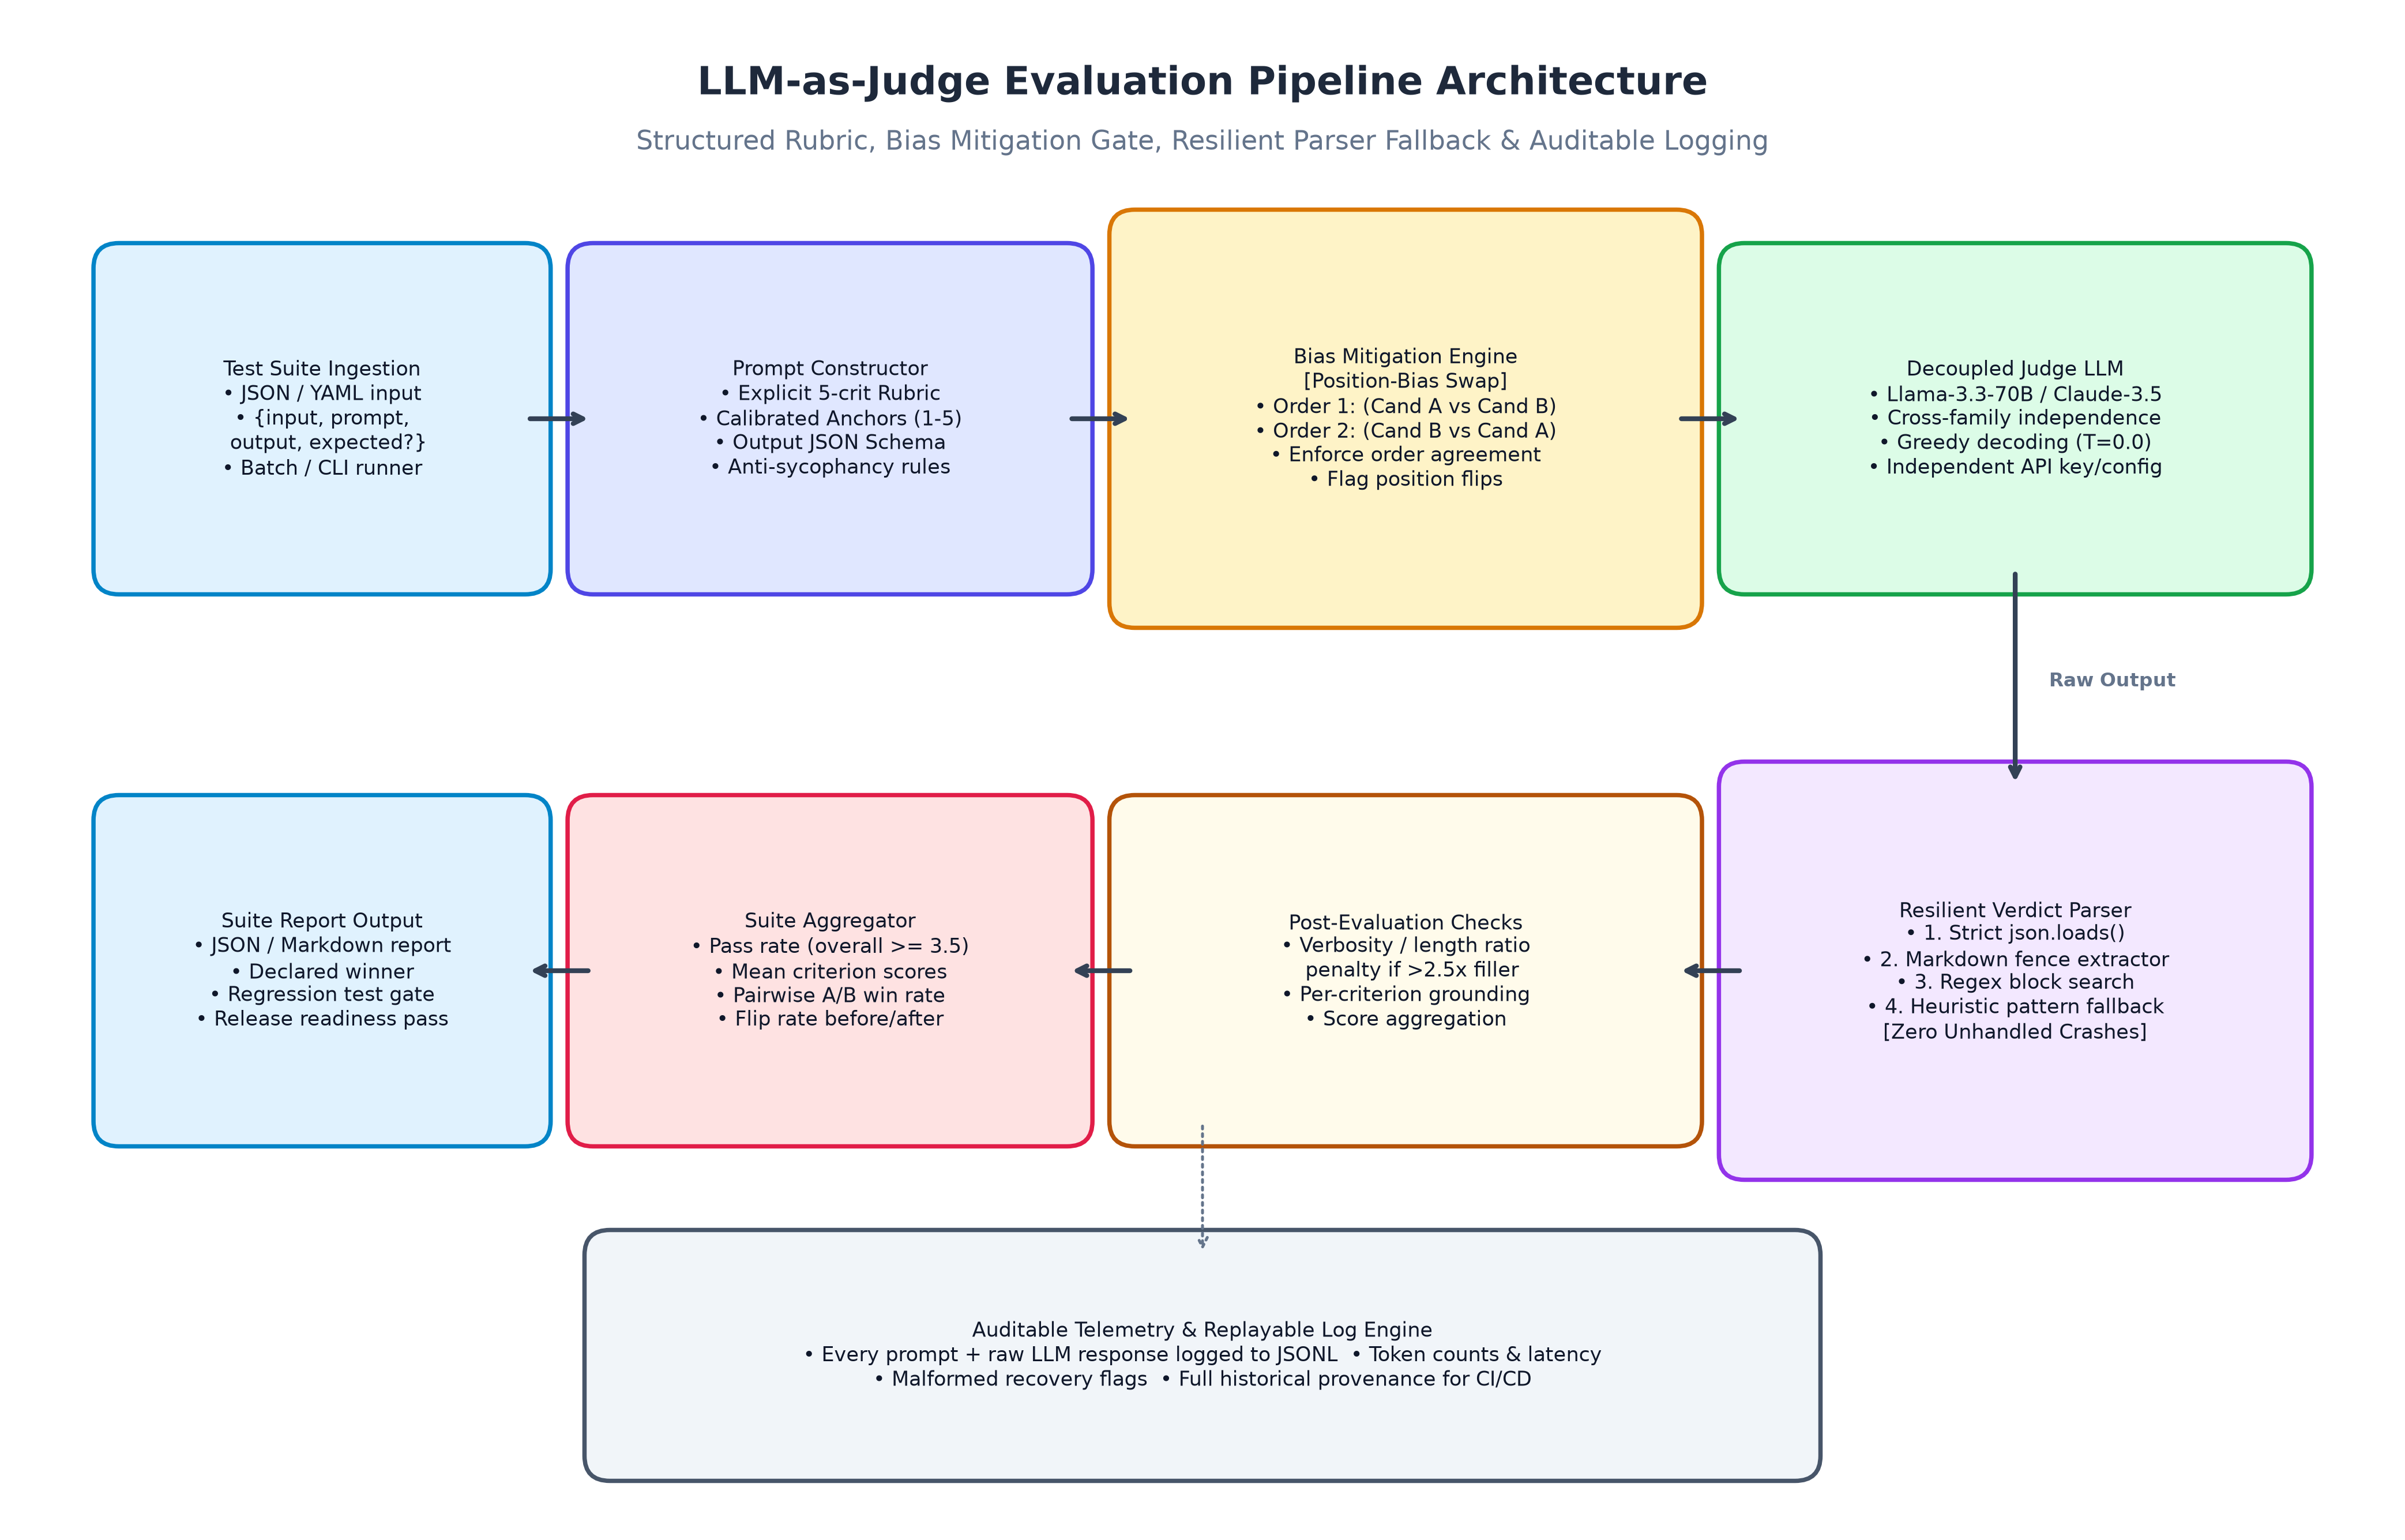 LLM-as-Judge Evaluation Pipeline Architecture
Structured Rubric, Bias Mitigation Gate, Resilient Parser Fallback & Auditable Logging
Test Suite Ingestion
• JSON / YAML input
• {input, prompt,
output, expected?}
• Batch / CLI runner
Prompt Constructor
• Explicit 5-crit Rubric
• Calibrated Anchors (1-5)
• Output JSON Schema
• Anti-sycophancy rules
Bias Mitigation Engine
[Position-Bias Swap]
• Order 1: (Cand A vs Cand B)
• Order 2: (Cand B vs Cand A)
• Enforce order agreement
• Flag position flips
Decoupled Judge LLM
• Llama-3.3-70B / Claude-3.5
• Cross-family independence
• Greedy decoding (T=0.0)
• Independent API key/config
Raw Output
Suite Report Output
• JSON / Markdown report
• Declared winner
• Regression test gate
• Release readiness pass
Suite Aggregator
• Pass rate (overall >= 3.5)
• Mean criterion scores
• Pairwise A/B win rate
• Flip rate before/after
Post-Evaluation Checks
• Verbosity / length ratio
penalty if >2.5x filler
• Per-criterion grounding
• Score aggregation
Resilient Verdict Parser
• 1. Strict json.loads()
• 2. Markdown fence extractor
• 3. Regex block search
• 4. Heuristic pattern fallback
[Zero Unhandled Crashes]
Auditable Telemetry & Replayable Log Engine
• Every prompt + raw LLM response logged to JSONL  • Token counts & latency
• Malformed recovery flags  • Full historical provenance for CI/CD